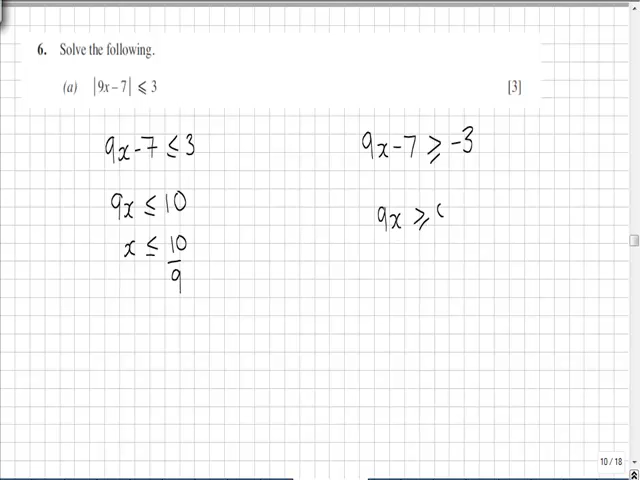 6. Solve the following.
(a) |9x – 7| ⩽ 3 [3]
9x - 7 ≤ 3
9x - 7 ≥ -3
9x ≤ 10
9x ≥
x ≤ 10/9
10 / 18